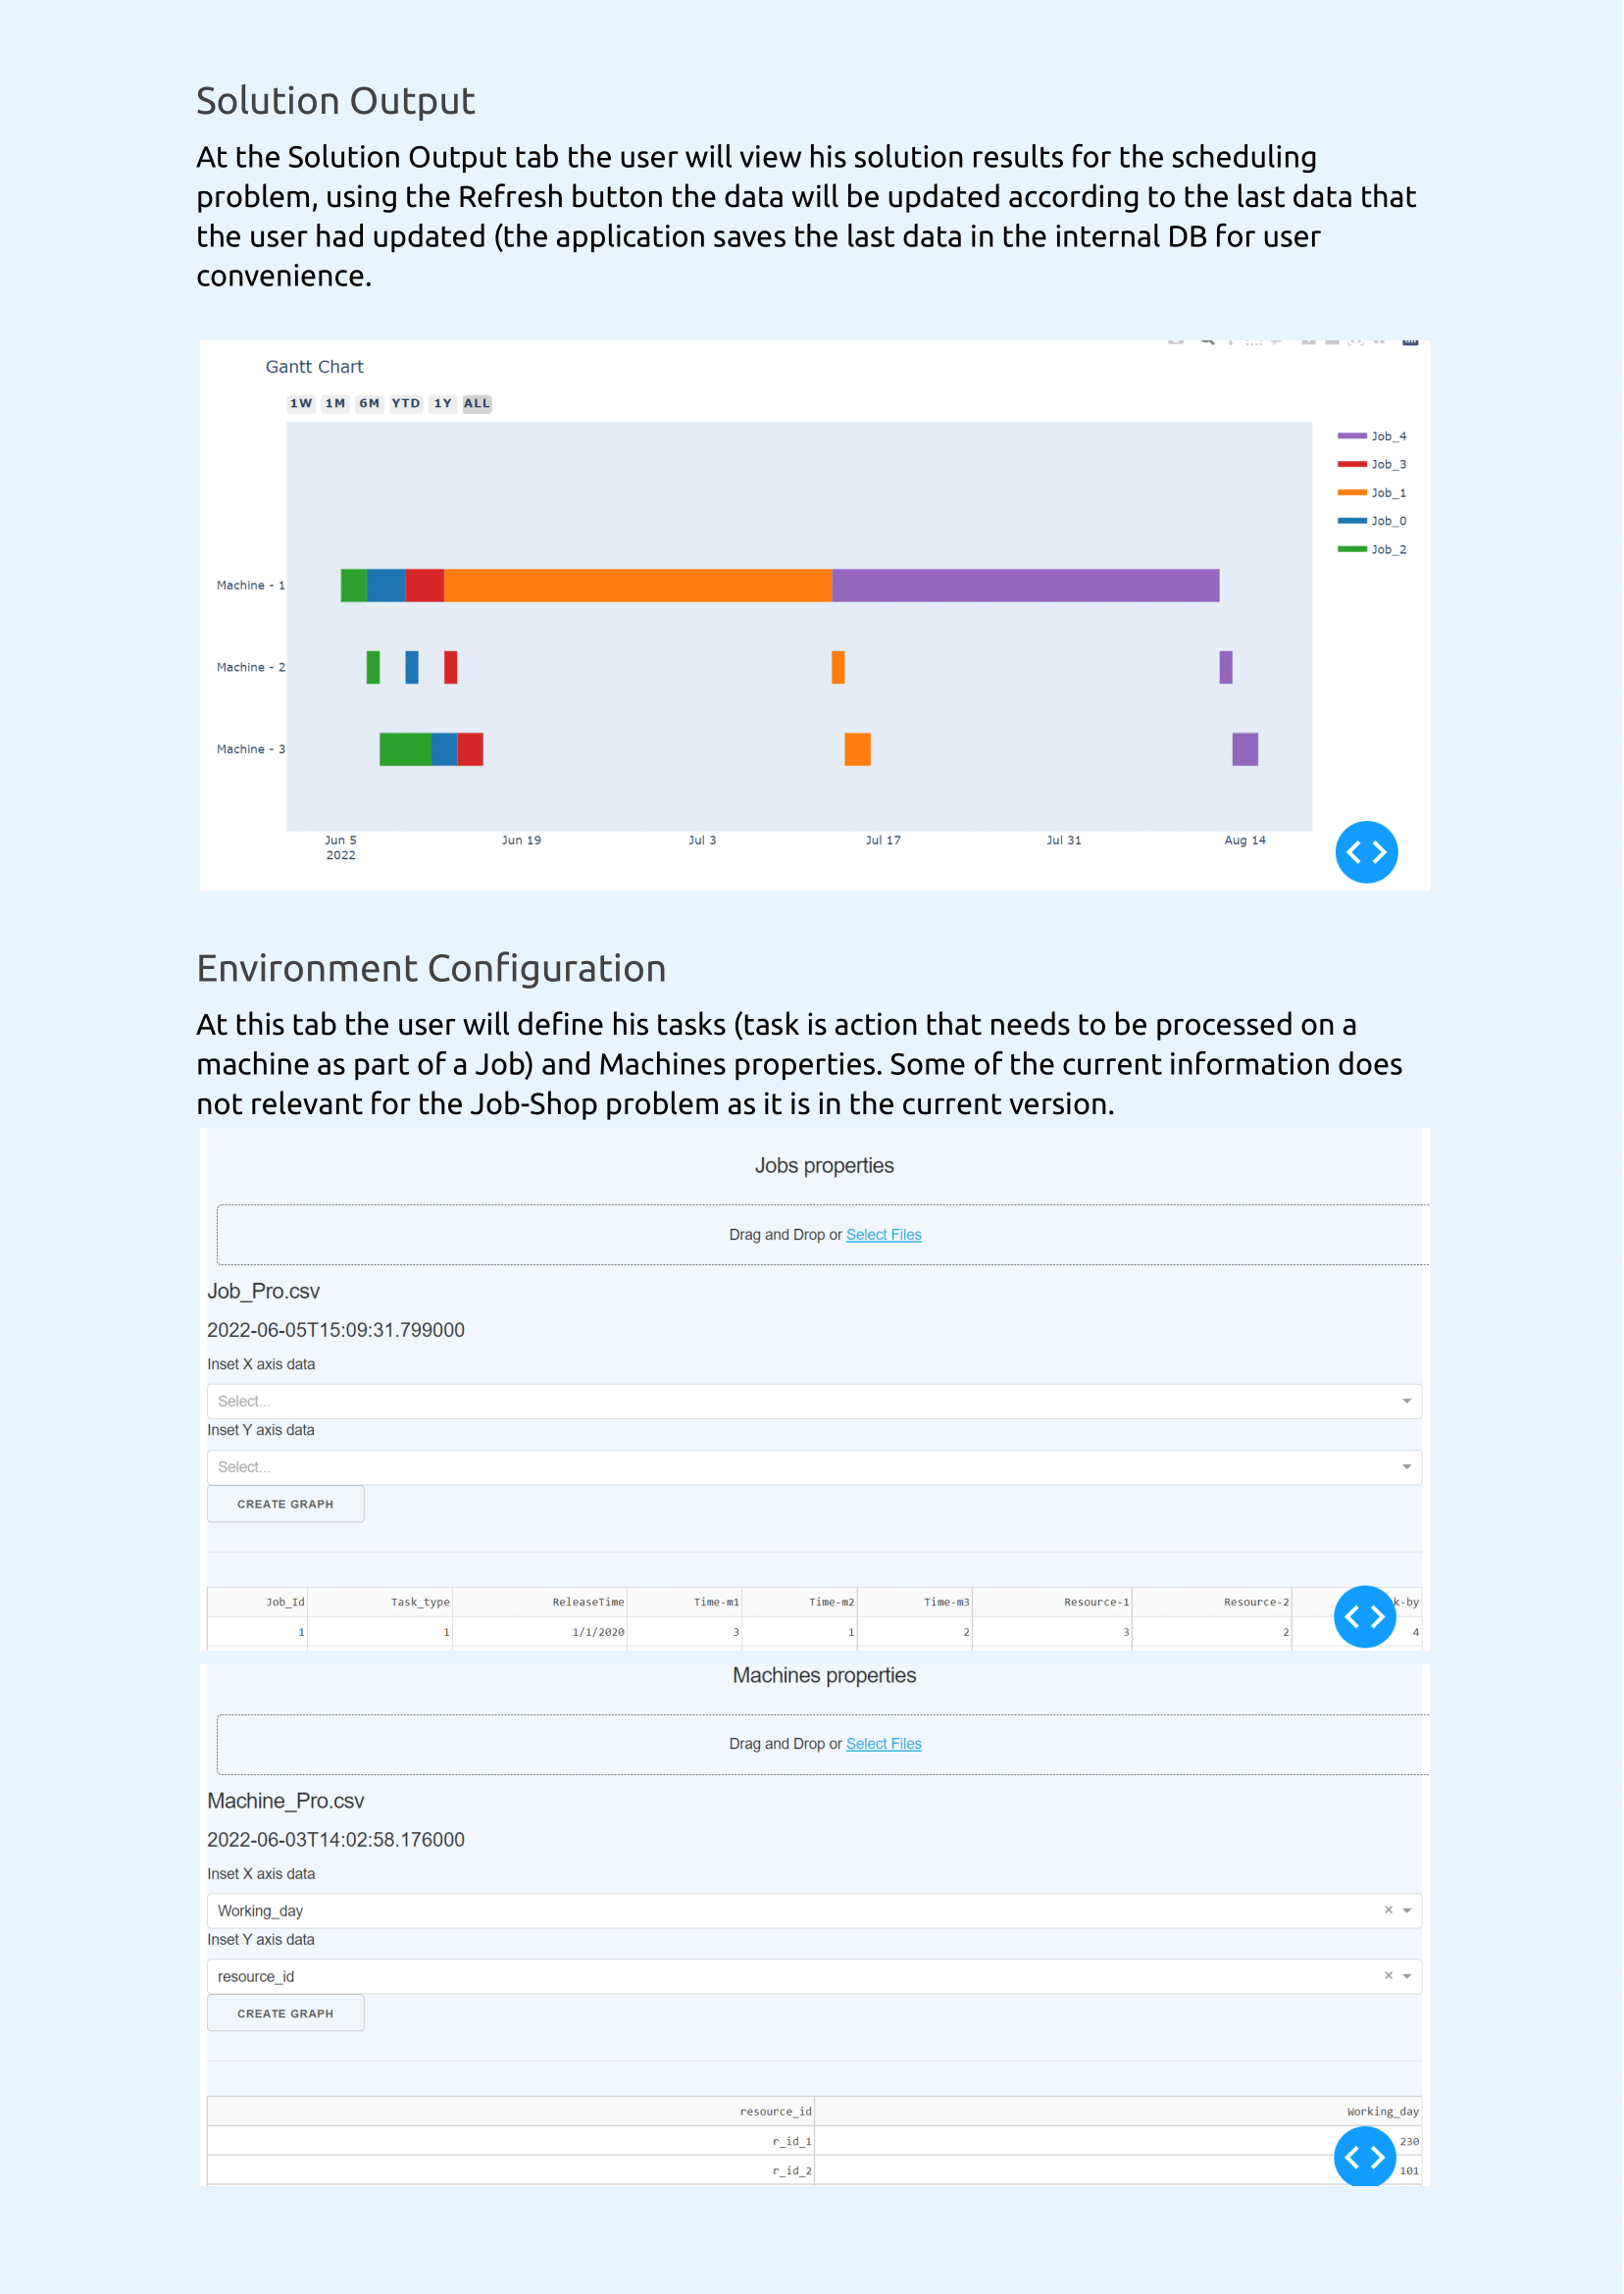 Solution Output
At the Solution Output tab the user will view his solution results for the scheduling
problem, using the Refresh button the data will be updated according to the last data that
the user had updated (the application saves the last data in the internal DB for user
convenience.
Gantt Chart
1W 1M 6M YTD 1Y ALL
Job_4
Job_3
Job_1
Job_0
Job_2
Machine - 1
Machine - 2
Machine - 3
Jun 5 Jun 19 Jul 3 Jul 17 Jul 31 Aug 14
2022
Environment Configuration
At this tab the user will define his tasks (task is action that needs to be processed on a
machine as part of a Job) and Machines properties. Some of the current information does
not relevant for the Job-Shop problem as it is in the current version.
Jobs properties
Drag and Drop or Select Files
Job_Pro.csv
2022-06-05T15:09:31.799000
Inset X axis data
Select...
Inset Y axis data
Select...
CREATE GRAPH
Job_Id Task_type ReleaseTime Time-m1 Time-m2 Time-m3 Resource-1 Resource-2 k-by
1 1 1/1/2020 3 1 2 3 2 4
Machines properties
Drag and Drop or Select Files
Machine_Pro.csv
2022-06-03T14:02:58.176000
Inset X axis data
Working_day
Inset Y axis data
resource_id
CREATE GRAPH
resource_id Working_day
r_id_1 230
r_id_2 101